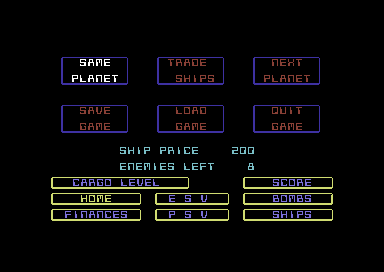 SAME TRADE NEXT
PLANET SHIPS PLANET
SAVE LOAD QUIT
GAME GAME GAME
SHIP PRICE 200
ENEMIES LEFT 8
CARGO LEVEL SCORE
HOME E S V BOMBS
FINANCES P S V SHIPS